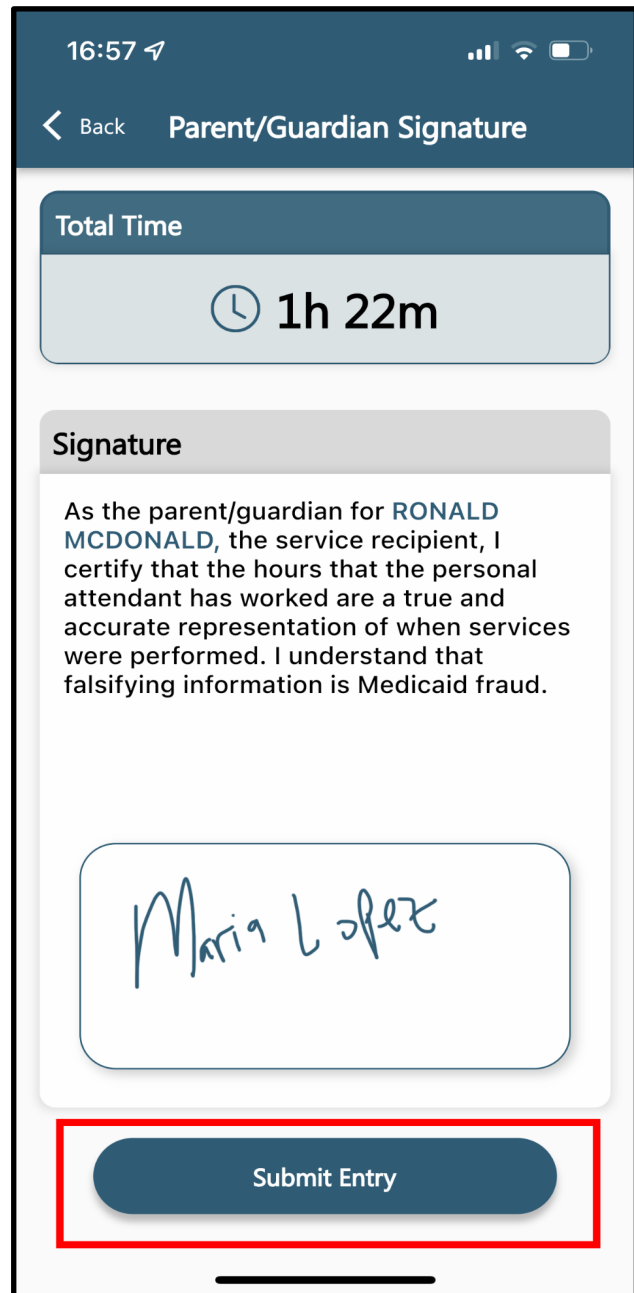 16:57
Back Parent/Guardian Signature
Total Time
1h 22m
Signature
As the parent/guardian for RONALD
MCDONALD, the service recipient, I
certify that the hours that the personal
attendant has worked are a true and
accurate representation of when services
were performed. I understand that
falsifying information is Medicaid fraud.
Maria Lopez
Submit Entry